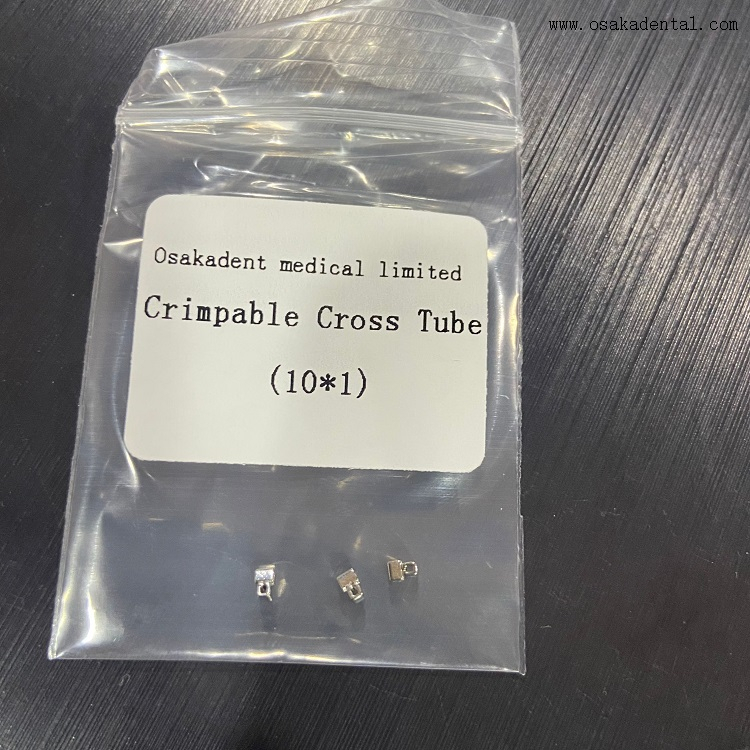 www.osakadental.com
Osakadent medical limited
Crimpable Cross Tube
(10*1)